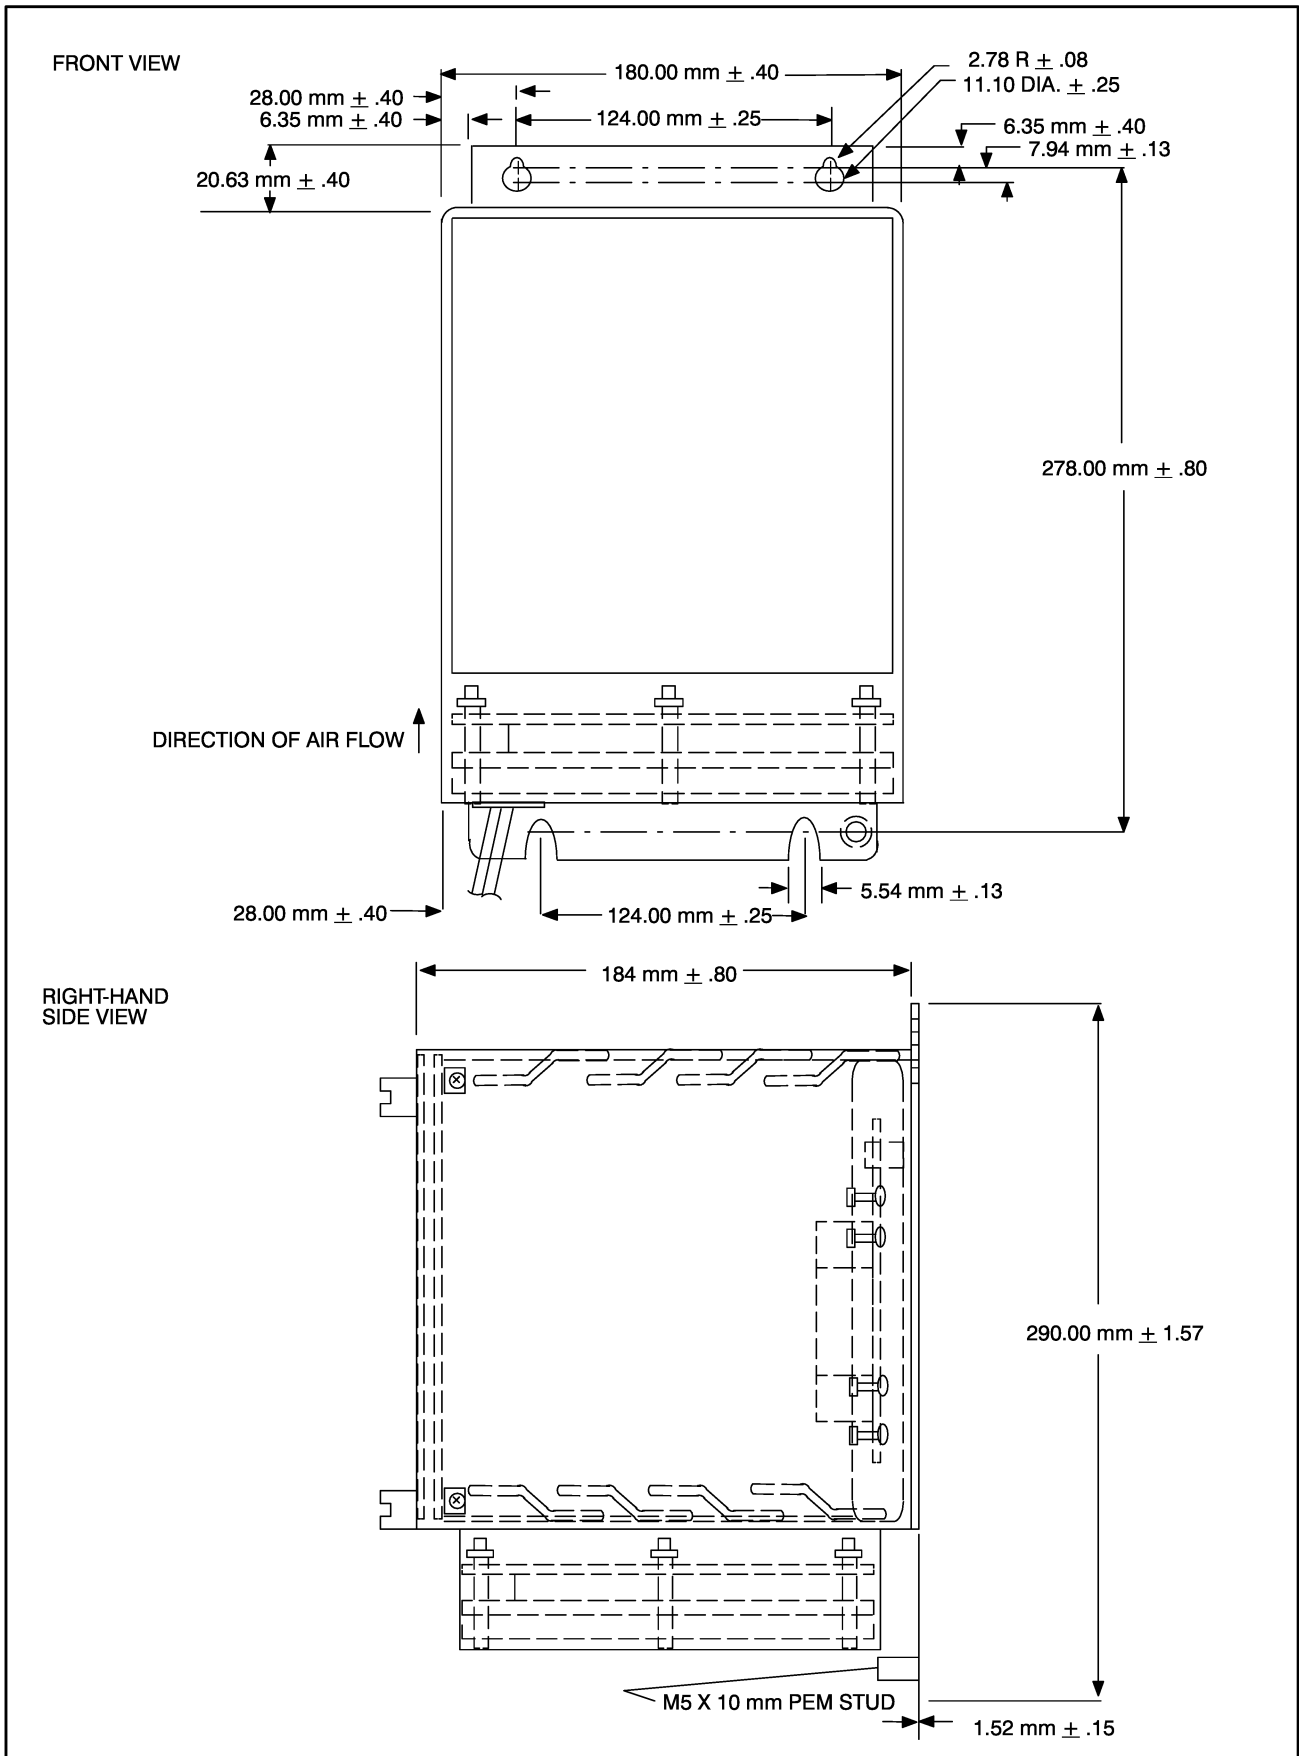 FRONT VIEW
2.78 R ± .08
180.00 mm ± .40
11.10 DIA. ± .25
28.00 mm ± .40
6.35 mm ± .40
124.00 mm ± .25
6.35 mm ± .40
7.94 mm ± .13
20.63 mm ± .40
278.00 mm ± .80
DIRECTION OF AIR FLOW
5.54 mm ± .13
28.00 mm ± .40
124.00 mm ± .25
184 mm ± .80
RIGHT-HAND
SIDE VIEW
290.00 mm ± 1.57
M5 X 10 mm PEM STUD
1.52 mm ± .15